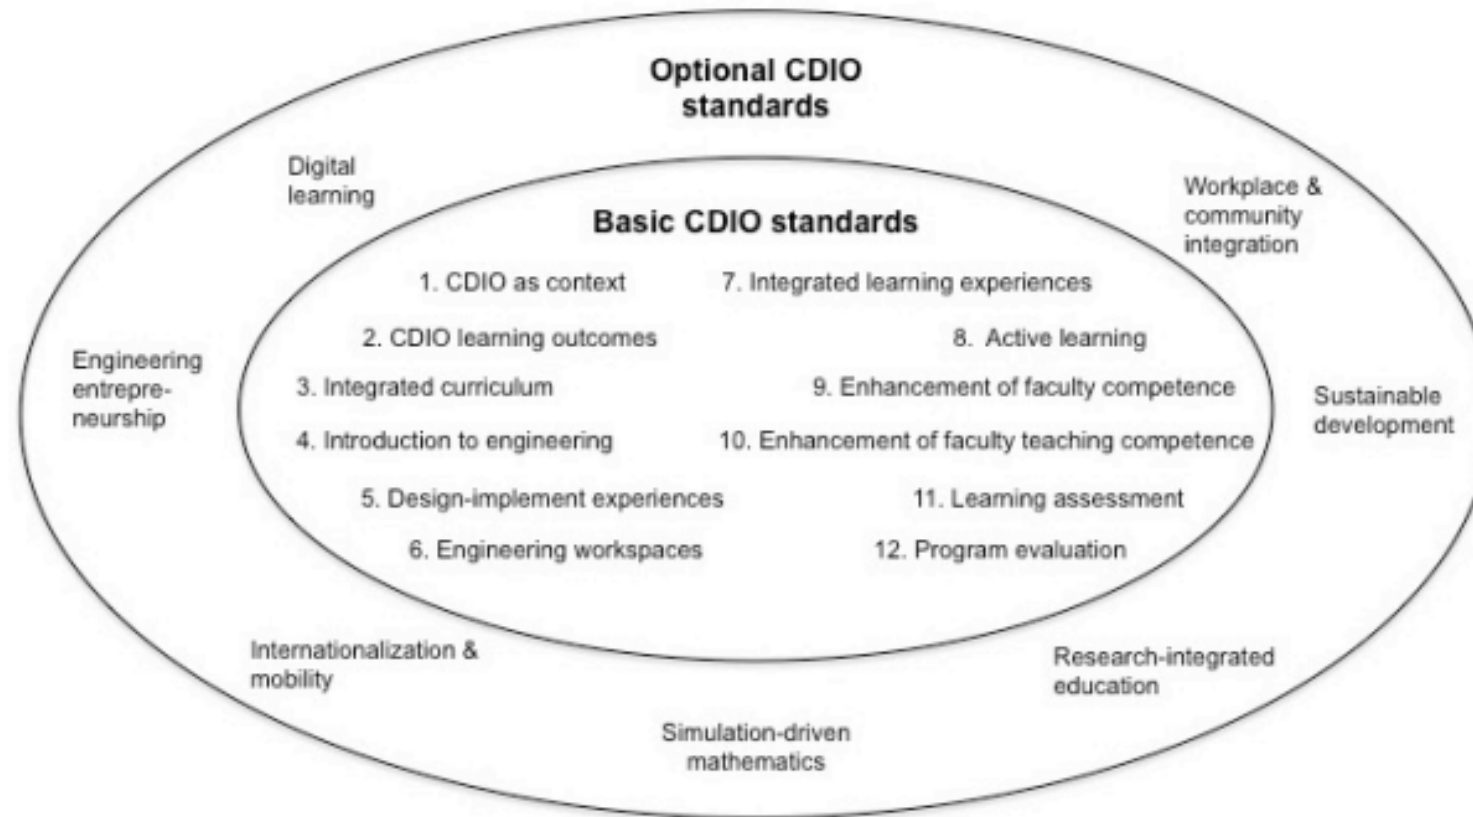 Optional CDIO
standards
Digital
learning
Workplace &
community
integration
Basic CDIO standards
1. CDIO as context
7. Integrated learning experiences
2. CDIO learning outcomes
8. Active learning
3. Integrated curriculum
9. Enhancement of faculty competence
4. Introduction to engineering
10. Enhancement of faculty teaching competence
5. Design-implement experiences
11. Learning assessment
6. Engineering workspaces
12. Program evaluation
Engineering
entrepre-
neurship
Sustainable
development
Internationalization &
mobility
Research-integrated
education
Simulation-driven
mathematics